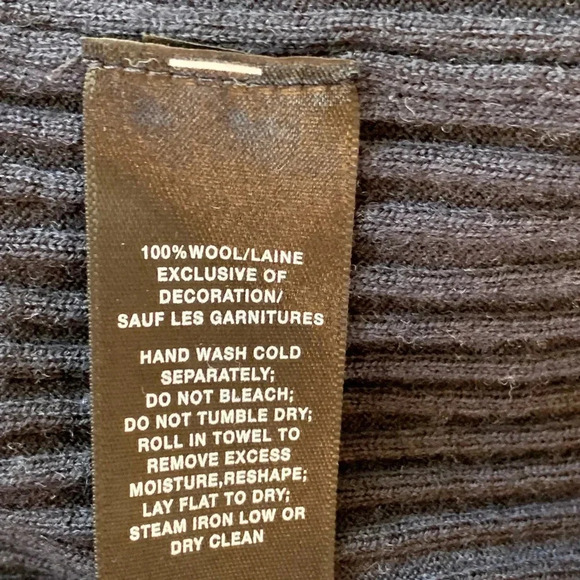 100%WOOL/LAINE
EXCLUSIVE OF
DECORATION/
SAUF LES GARNITURES
HAND WASH COLD
SEPARATELY;
DO NOT BLEACH;
DO NOT TUMBLE DRY;
ROLL IN TOWEL TO
REMOVE EXCESS
MOISTURE,RESHAPE;
LAY FLAT TO DRY;
STEAM IRON LOW OR
DRY CLEAN